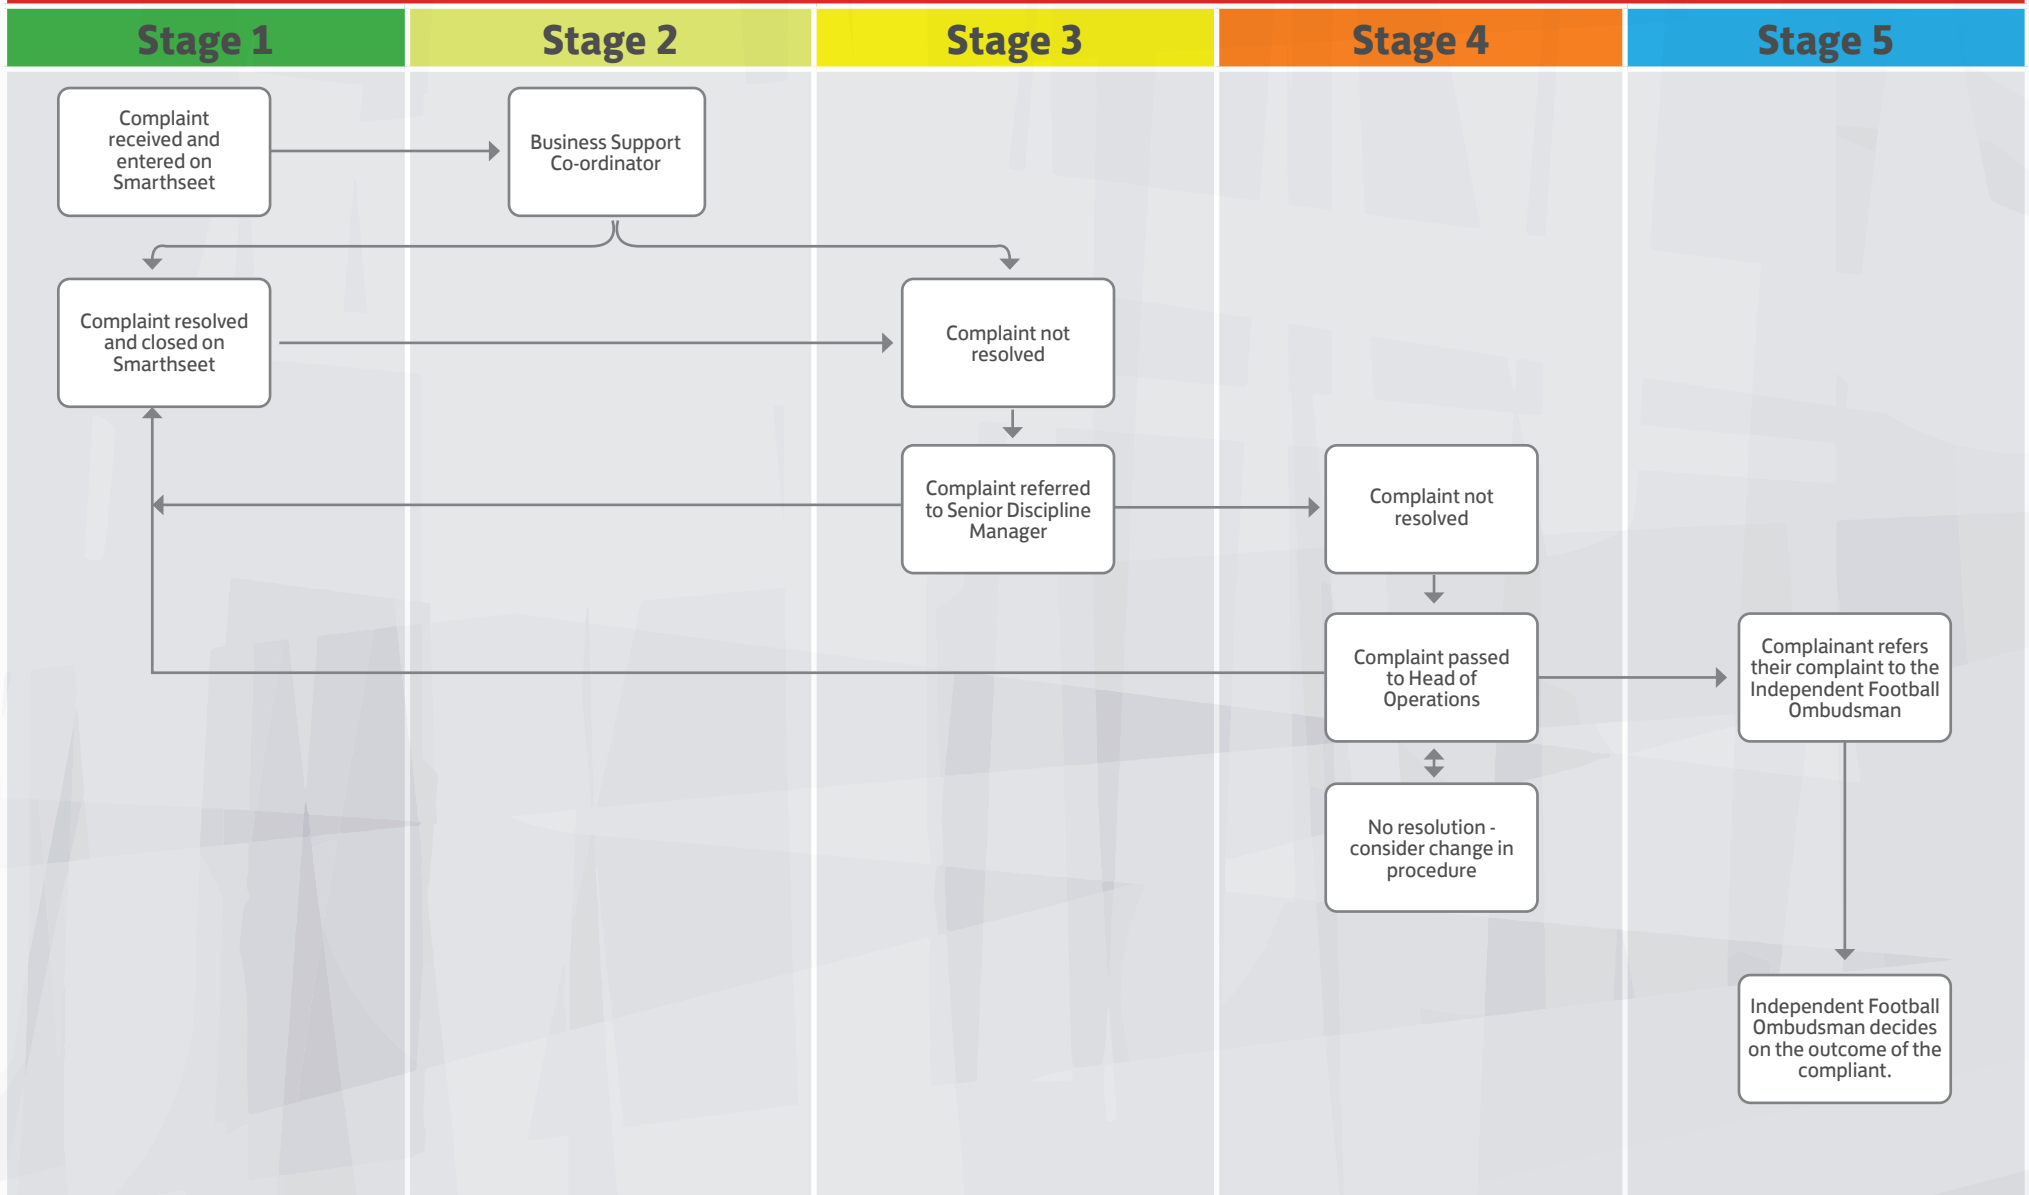 Stage 1
Stage 2
Stage 3
Stage 4
Stage 5
Complaint
received and
entered on
Smarthseet
Business Support
Co-ordinator
Complaint resolved
and closed on
Smarthseet
Complaint not
resolved
Complaint referred
to Senior Discipline
Manager
Complaint not
resolved
Complaint passed
to Head of
Operations
Complainant refers
their complaint to the
Independent Football
Ombudsman
No resolution -
consider change in
procedure
Independent Football
Ombudsman decides
on the outcome of the
compliant.